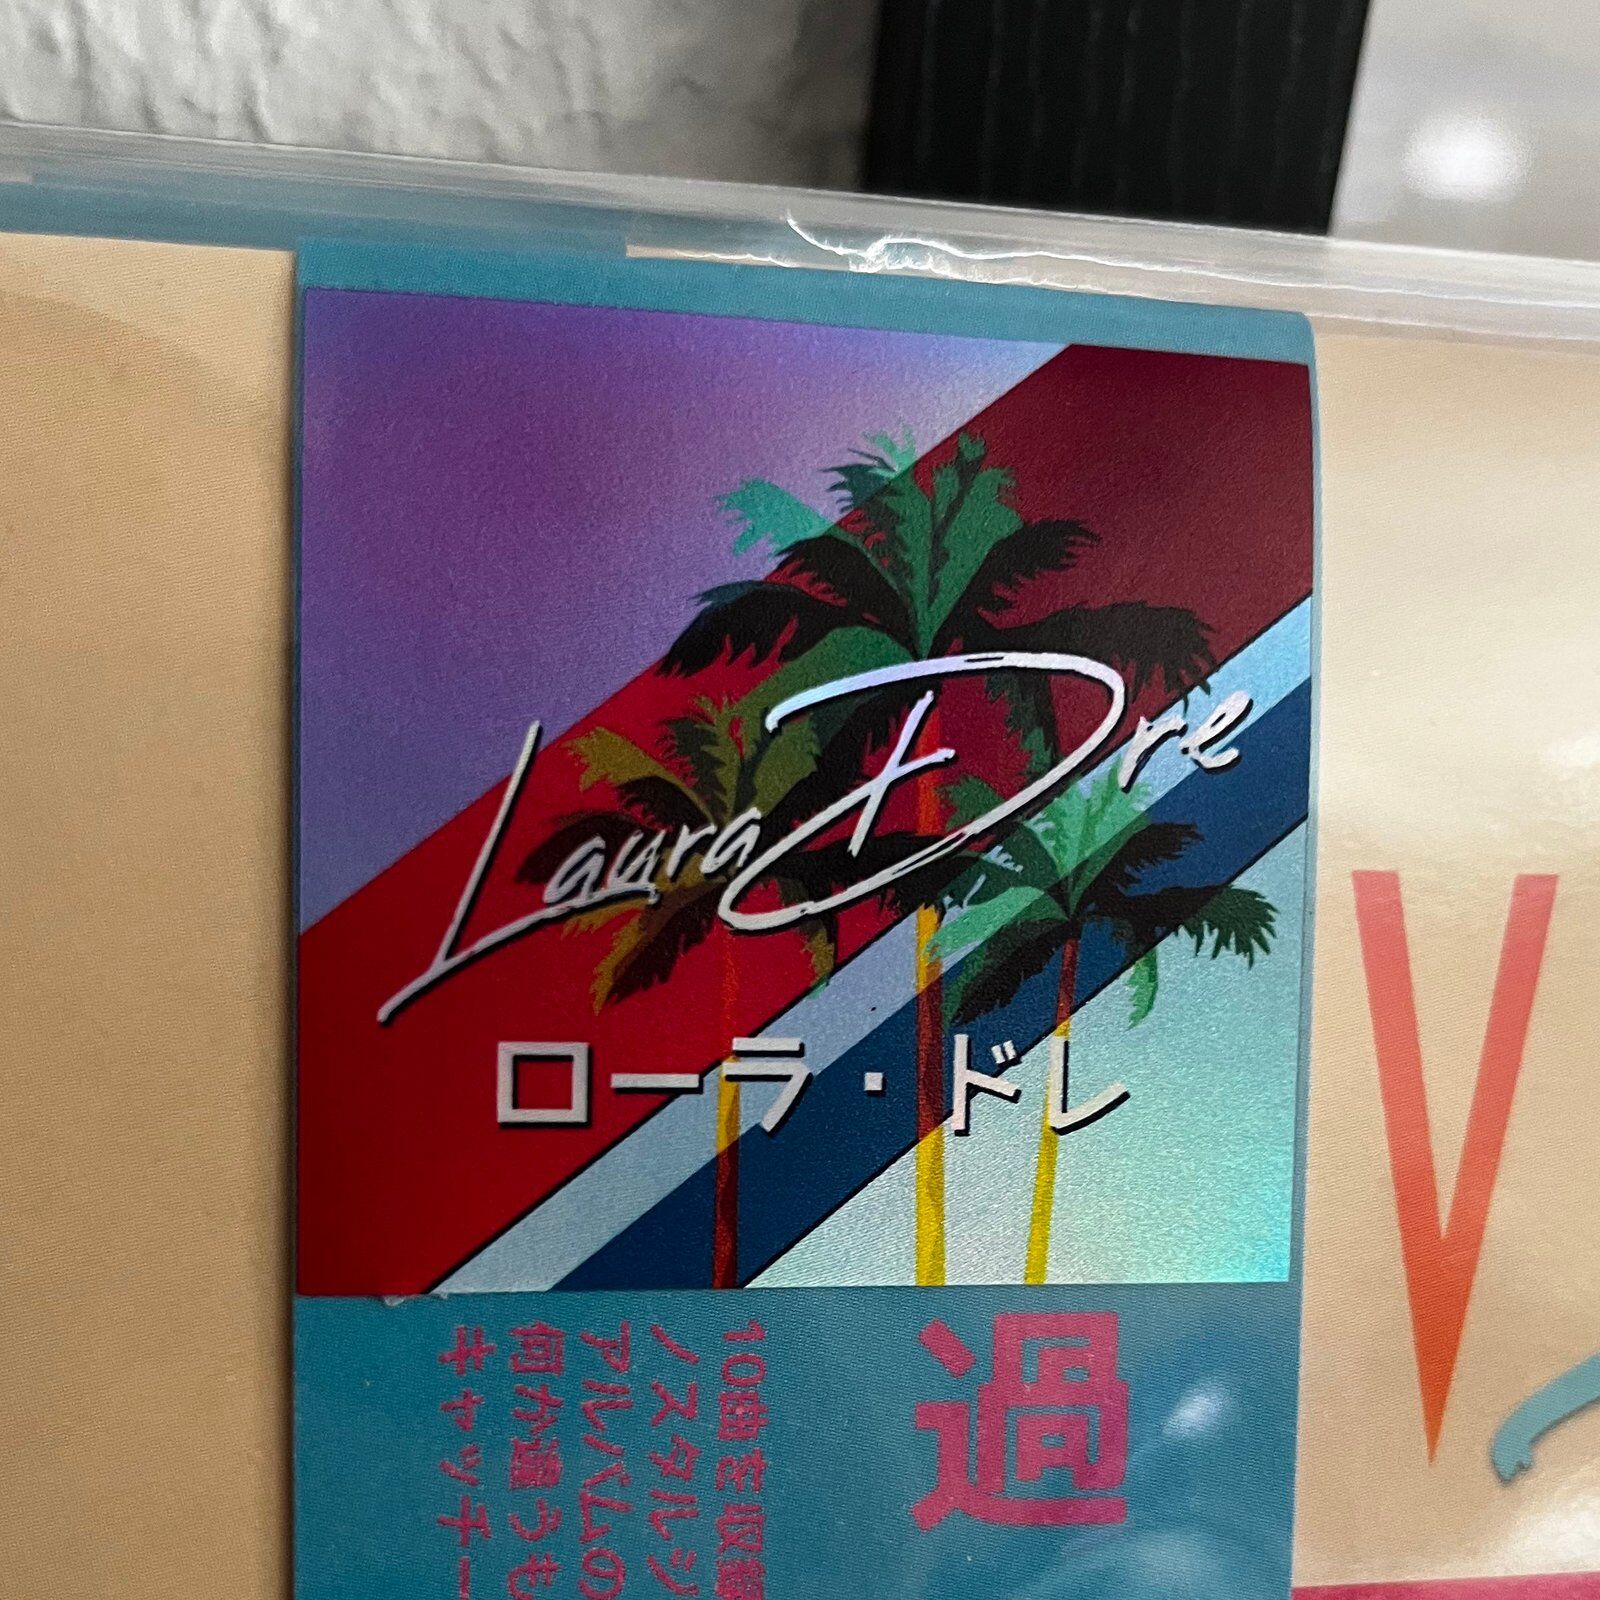 Laura Dre
ローラ・ドレ
過
10曲を収録
ノスタルジ
アルバムの
何か違うも
キャッチー
V